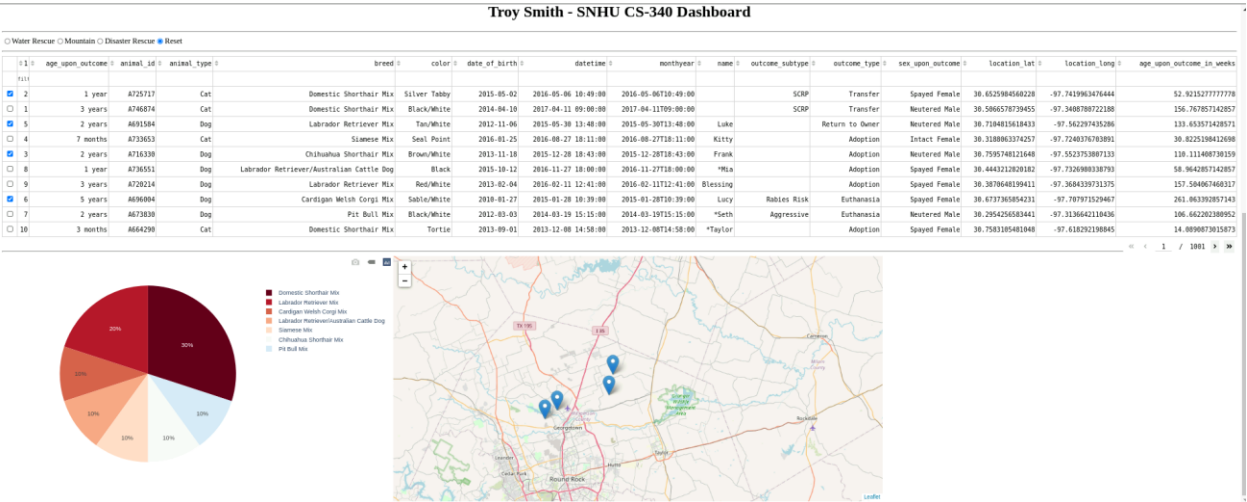 Troy Smith - SNHU CS-340 Dashboard
Water Rescue Mountain Disaster Rescue Reset
1 age_upon_outcome animal_id animal_type breed color date_of_birth datetime monthyear name outcome_subtype outcome_type sex_upon_outcome location_lat location_long age_upon_outcome_in_weeks
2 1 year A725717 Cat Domestic Shorthair Mix Silver Tabby 2015-05-02 2016-05-06 10:49:00 2016-05-06T10:49:00 SCRP Transfer Spayed Female 30.6525984560228 -97.7419963476444 52.9215277777778
1 3 years A746874 Cat Domestic Shorthair Mix Black/White 2014-04-10 2017-04-11 09:00:00 2017-04-11T09:00:00 SCRP Transfer Neutered Male 30.5066578739455 -97.3408780722188 156.767857142857
5 2 years A691584 Dog Labrador Retriever Mix Tan/White 2012-11-06 2015-05-30 13:48:00 2015-05-30T13:48:00 Luke Return to Owner Neutered Male 30.7104815618433 -97.562297435286 133.653571428571
4 7 months A733653 Cat Siamese Mix Seal Point 2016-01-25 2016-08-27 18:11:00 2016-08-27T18:11:00 Kitty Adoption Intact Female 30.3188063374257 -97.7240376703891 30.8225198412698
3 2 years A716330 Dog Chihuahua Shorthair Mix Brown/White 2013-11-18 2015-12-28 18:43:00 2015-12-28T18:43:00 Frank Adoption Neutered Male 30.7595748121648 -97.5523753807133 110.111408730159
8 1 year A736551 Dog Labrador Retriever/Australian Cattle Dog Black 2015-10-12 2016-11-27 18:00:00 2016-11-27T18:00:00 *Mia Adoption Spayed Female 30.4443212820182 -97.7326980338793 58.9642857142857
9 3 years A720214 Dog Labrador Retriever Mix Red/White 2013-02-04 2016-02-11 12:41:00 2016-02-11T12:41:00 Blessing Adoption Spayed Female 30.3870648199411 -97.3684339731375 157.504067460317
6 5 years A696004 Dog Cardigan Welsh Corgi Mix Sable/White 2010-01-27 2015-01-28 10:39:00 2015-01-28T10:39:00 Lucy Rabies Risk Euthanasia Spayed Female 30.6737365854231 -97.707971529467 261.063392857143
7 2 years A673830 Dog Pit Bull Mix Black/White 2012-03-03 2014-03-19 15:15:00 2014-03-19T15:15:00 *Seth Aggressive Euthanasia Neutered Male 30.2954256583441 -97.3136642110436 106.662202380952
10 3 months A664290 Cat Domestic Shorthair Mix Tortie 2013-09-01 2013-12-08 14:58:00 2013-12-08T14:58:00 *Taylor Adoption Spayed Female 30.7583105481048 -97.618292198845 14.0890873015873
1 / 1001
Domestic Shorthair Mix
Labrador Retriever Mix
Cardigan Welsh Corgi Mix
Labrador Retriever/Australian Cattle Dog
Siamese Mix
Chihuahua Shorthair Mix
Pit Bull Mix
20% 30%
10%
10% 10%
10% 10%
+
−
Cameron
Georgetown
Rockdale
Taylor
Leander
Hutto
Cedar Park
Round Rock
Leaflet